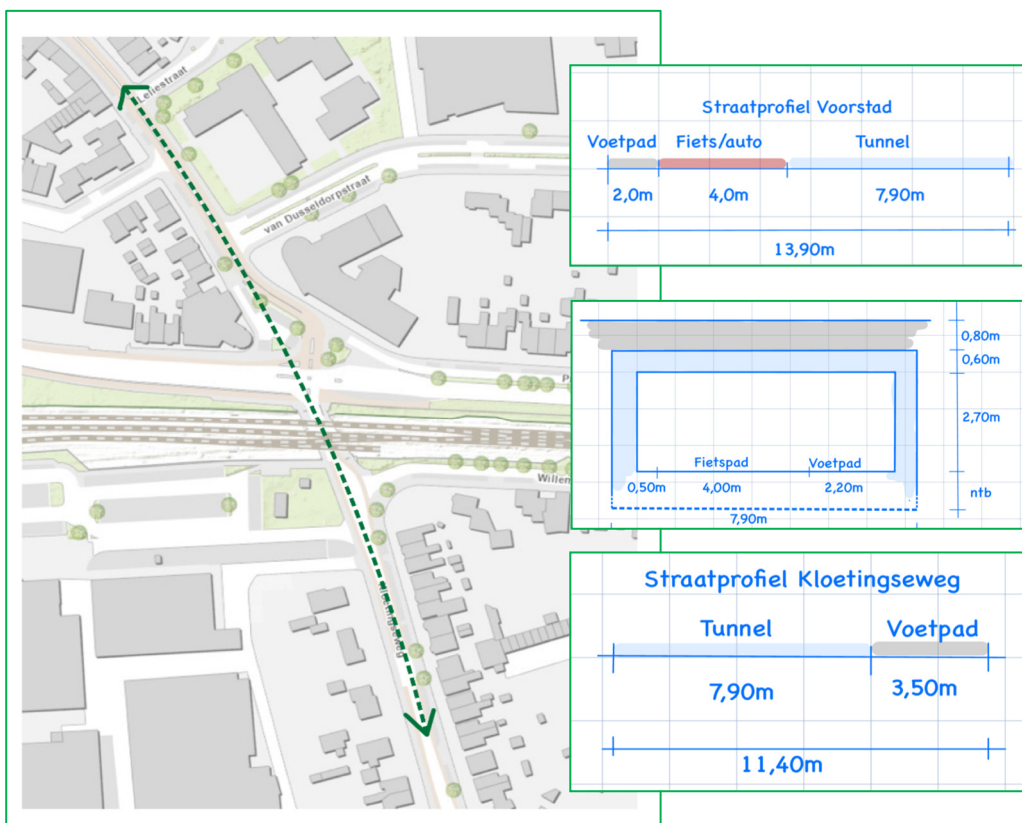 Leliestraat
van Dusseldorpstraat
P
Willem
Kloetingseweg
Straatprofiel Voorstad
Voetpad Fiets/auto Tunnel
2,0m 4,0m 7,90m
13,90m
0,80m
0,60m
2,70m
Fietspad Voetpad
0,50m 4,00m 2,20m
ntb
7,90m
Straatprofiel Kloetingseweg
Tunnel Voetpad
7,90m 3,50m
11,40m